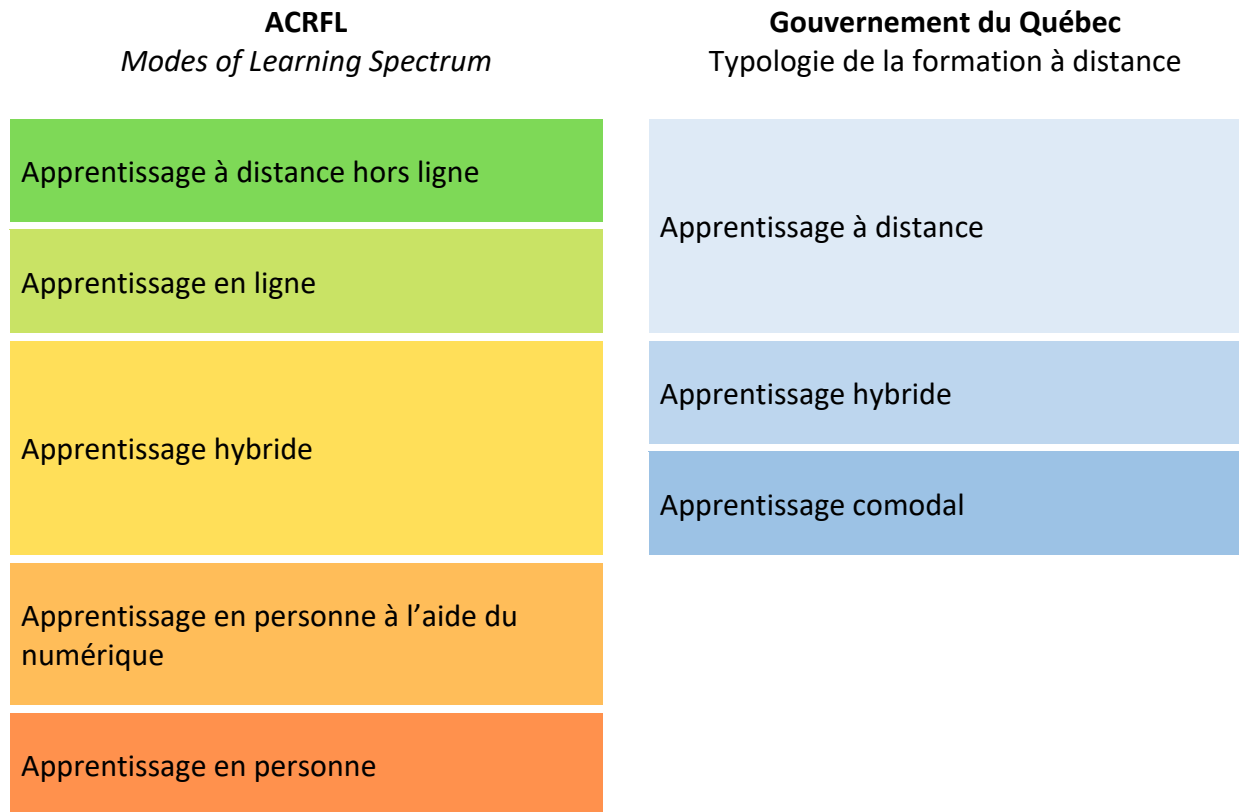 ACRFL
Modes of Learning Spectrum
Apprentissage à distance hors ligne
Apprentissage en ligne
Apprentissage hybride
Apprentissage en personne à l’aide du
numérique
Apprentissage en personne
Gouvernement du Québec
Typologie de la formation à distance
Apprentissage à distance
Apprentissage hybride
Apprentissage comodal